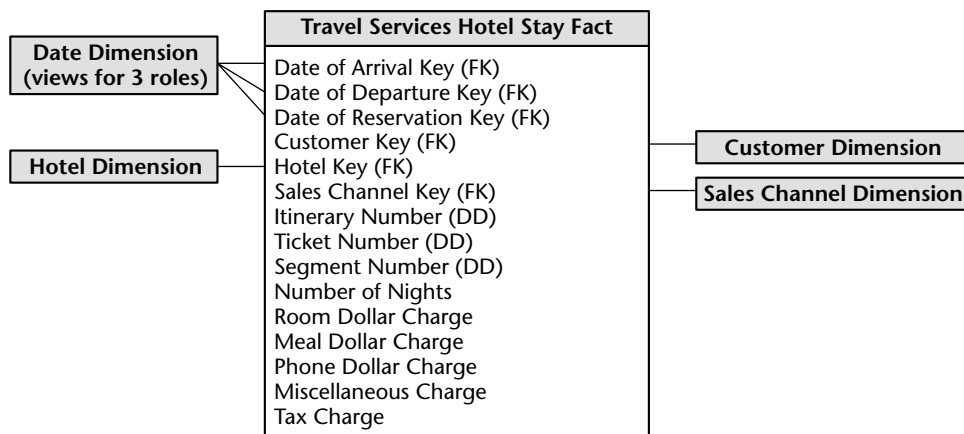 Travel Services Hotel Stay Fact
Date Dimension
(views for 3 roles)
Date of Arrival Key (FK)
Date of Departure Key (FK)
Date of Reservation Key (FK)
Customer Key (FK)
Customer Dimension
Hotel Dimension
Hotel Key (FK)
Sales Channel Key (FK)
Sales Channel Dimension
Itinerary Number (DD)
Ticket Number (DD)
Segment Number (DD)
Number of Nights
Room Dollar Charge
Meal Dollar Charge
Phone Dollar Charge
Miscellaneous Charge
Tax Charge